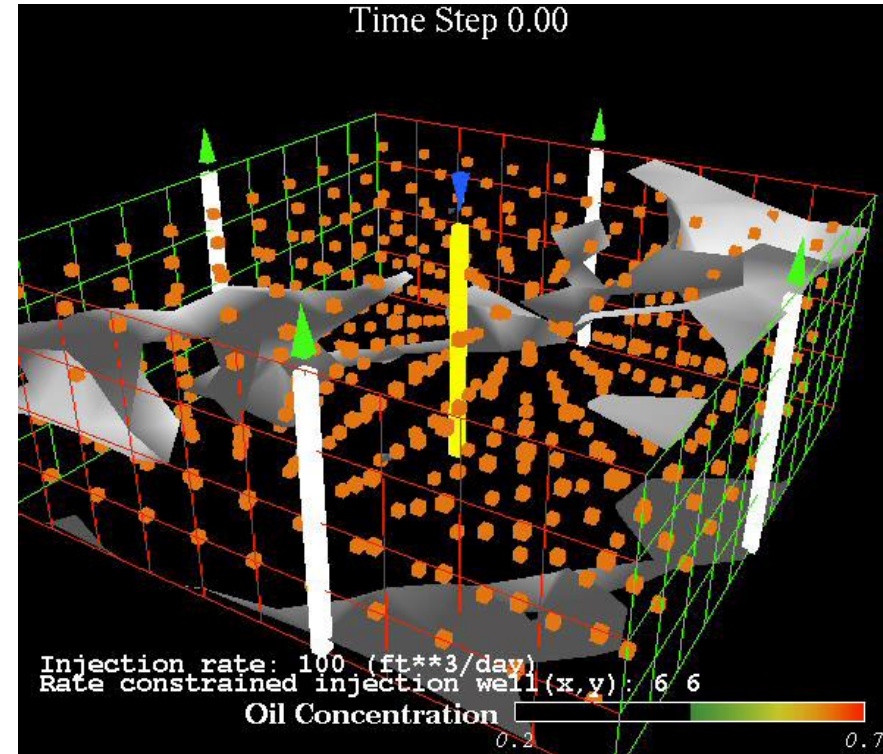 Time Step 0.00
Injection rate: 100 (ft**3/day)
Rate constrained injection well(x,y): 6 6
Oil Concentration
0.2 0.7